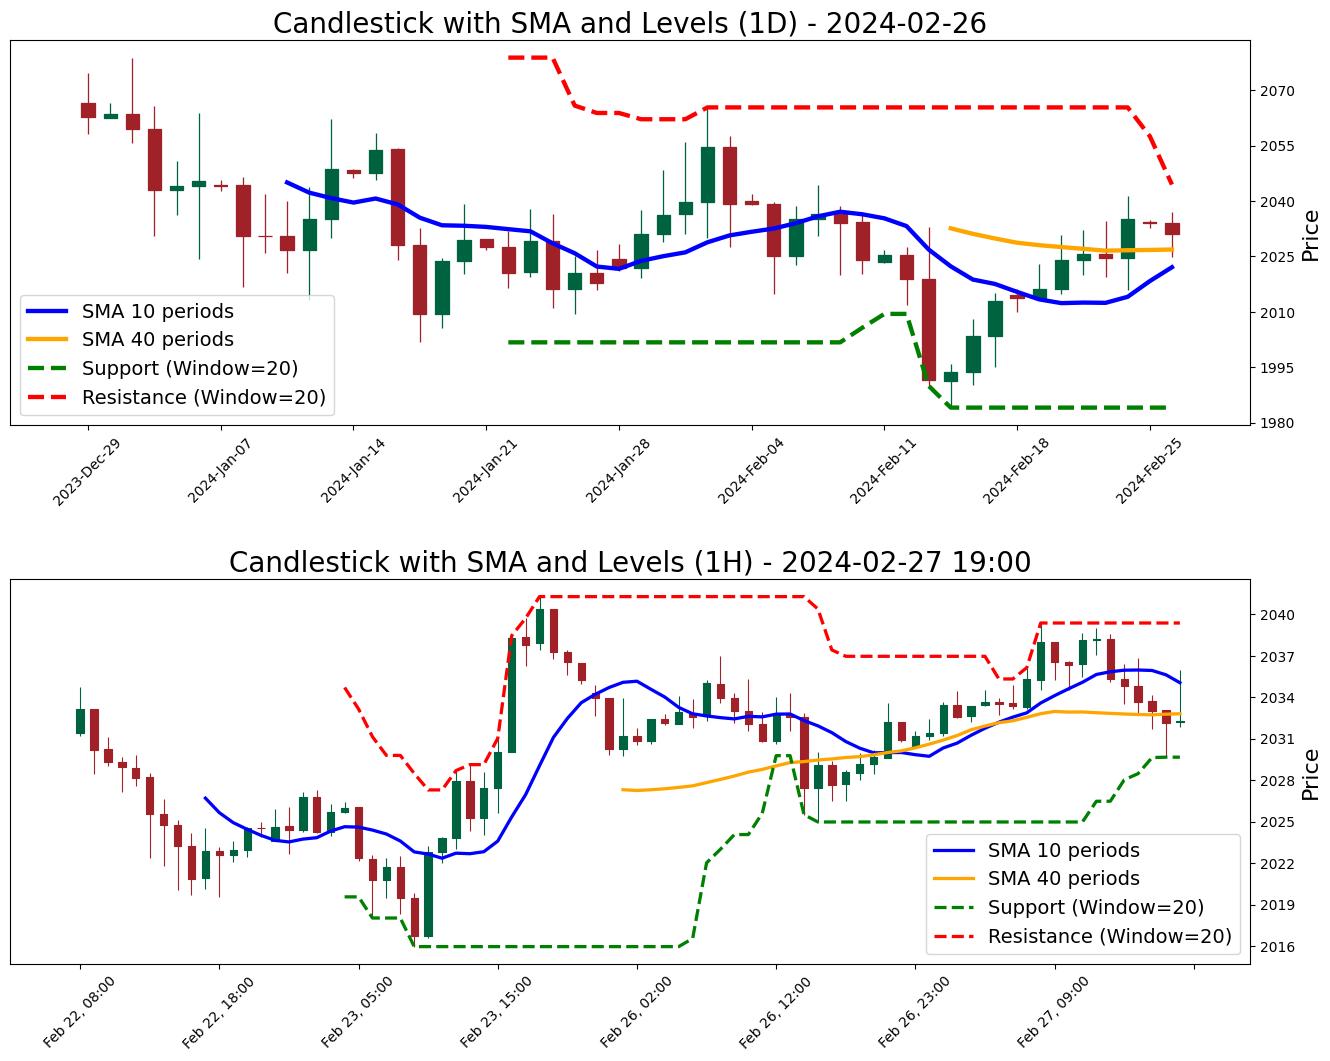 Candlestick with SMA and Levels (1D) - 2024-02-26
2070
2055
2040
2025
2010
1995
1980
Price
SMA 10 periods
SMA 40 periods
Support (Window=20)
Resistance (Window=20)
2023-Dec-29
2024-Jan-07
2024-Jan-14
2024-Jan-21
2024-Jan-28
2024-Feb-04
2024-Feb-11
2024-Feb-18
2024-Feb-25
Candlestick with SMA and Levels (1H) - 2024-02-27 19:00
2040
2037
2034
2031
2028
2025
2022
2019
2016
Price
SMA 10 periods
SMA 40 periods
Support (Window=20)
Resistance (Window=20)
Feb 22, 08:00
Feb 22, 18:00
Feb 23, 05:00
Feb 23, 15:00
Feb 26, 02:00
Feb 26, 12:00
Feb 26, 23:00
Feb 27, 09:00